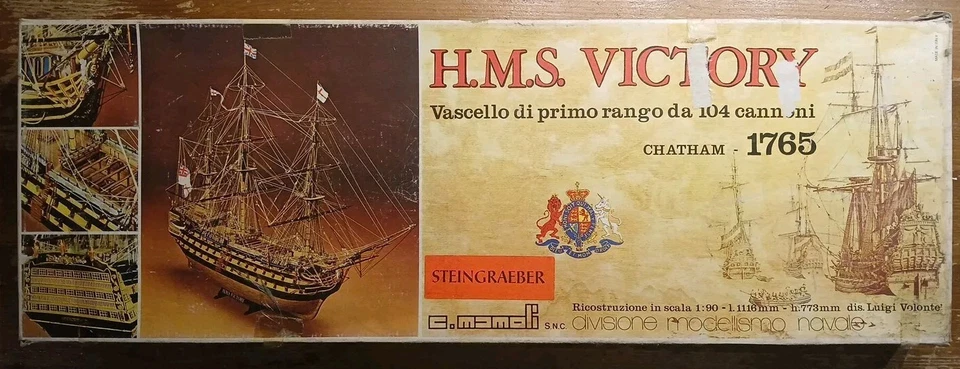 H.M.S. VICTORY
Vascello di primo rango da 104 cannoni
CHATHAM - 1765
STEINGRAEBER
Ricostruzione in scala 1:90 - l.1116mm - h:773mm dis. Luigi Volonte'
c.mamoli S.N.C. divisione modellismo navale